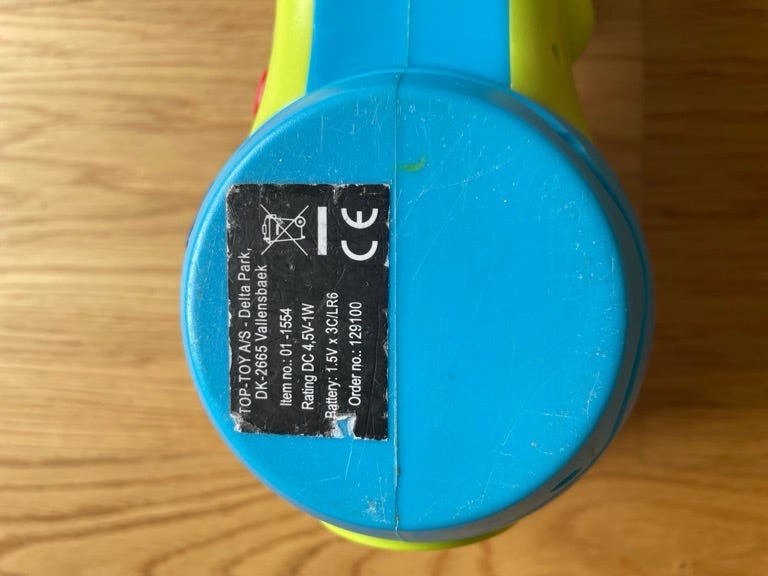 TOP-TOY A/S - Delta Park,
DK-2665 Vallensbaek
Item no.: 01 -1554
Rating DC 4,5V-1W
Battery: 1.5V x 3C/LR6
Order no.: 129100
CE